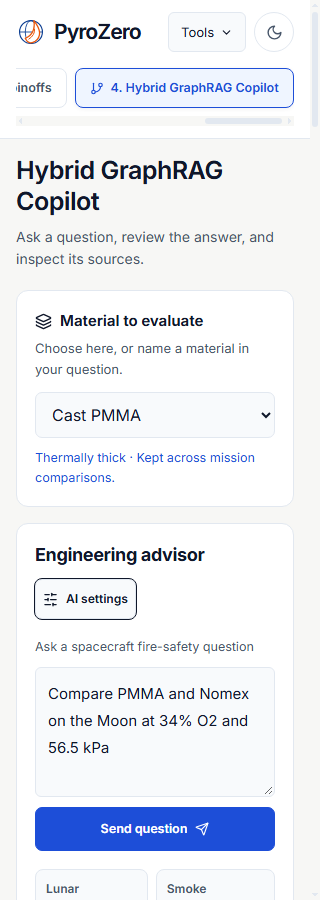 PyroZero
Tools
inoffs
4. Hybrid GraphRAG Copilot
Hybrid GraphRAG
Copilot
Ask a question, review the answer, and
inspect its sources.
Material to evaluate
Choose here, or name a material in
your question.
Cast PMMA
Thermally thick · Kept across mission
comparisons.
Engineering advisor
AI settings
Ask a spacecraft fire-safety question
Compare PMMA and Nomex
on the Moon at 34% O2 and
56.5 kPa
Send question
Lunar
Smoke